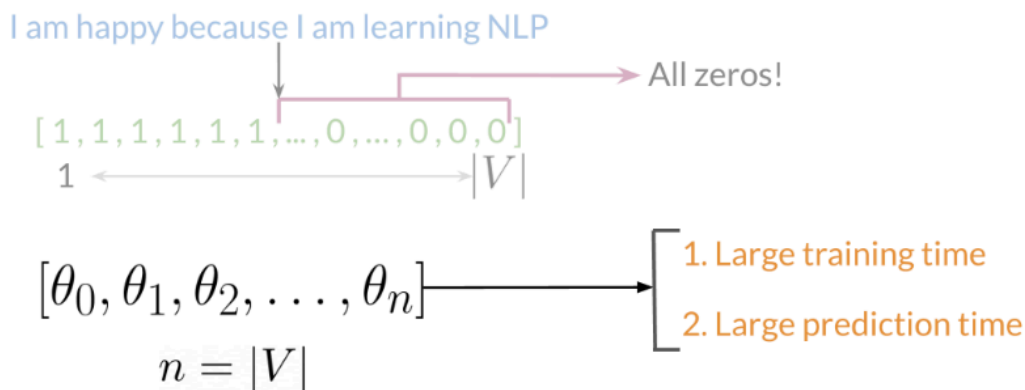 I am happy because I am learning NLP
All zeros!
[1, 1, 1, 1, 1, 1, ..., 0, ..., 0, 0, 0]
1 |V|
[θ₀, θ₁, θ₂, . . . , θₙ]
1. Large training time
2. Large prediction time
n = |V|